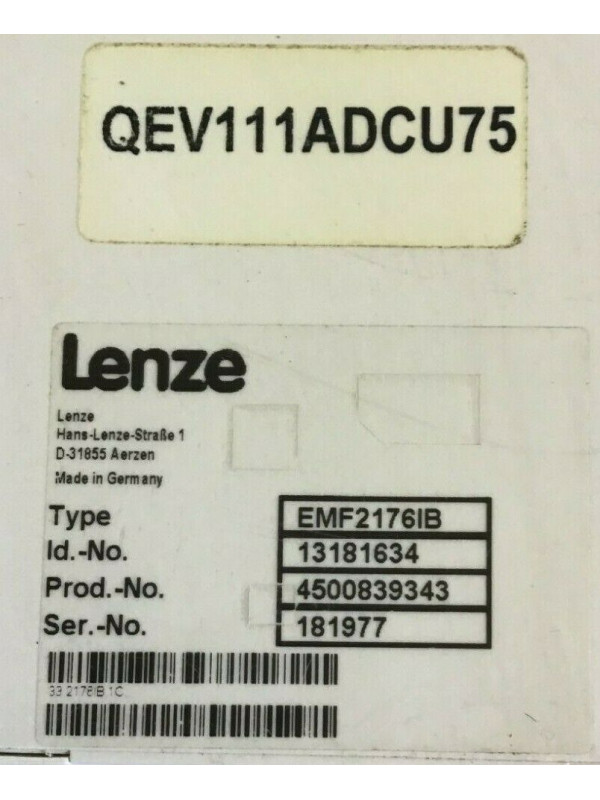 QEV111ADCU75
Lenze
Lenze
Hans-Lenze-Straße 1
D-31855 Aerzen
Made in Germany
Type EMF2176IB
Id.-No. 13181634
Prod.-No. 4500839343
Ser.-No. 181977
33.2176IB 1C